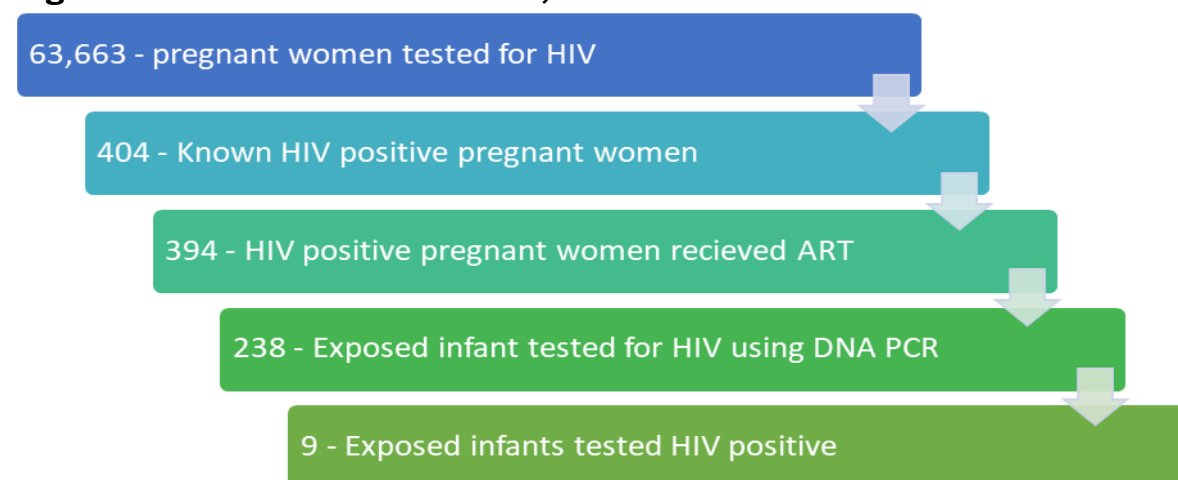 63,663 - pregnant women tested for HIV
404 - Known HIV positive pregnant women
394 - HIV positive pregnant women recieved ART
238 - Exposed infant tested for HIV using DNA PCR
9 - Exposed infants tested HIV positive